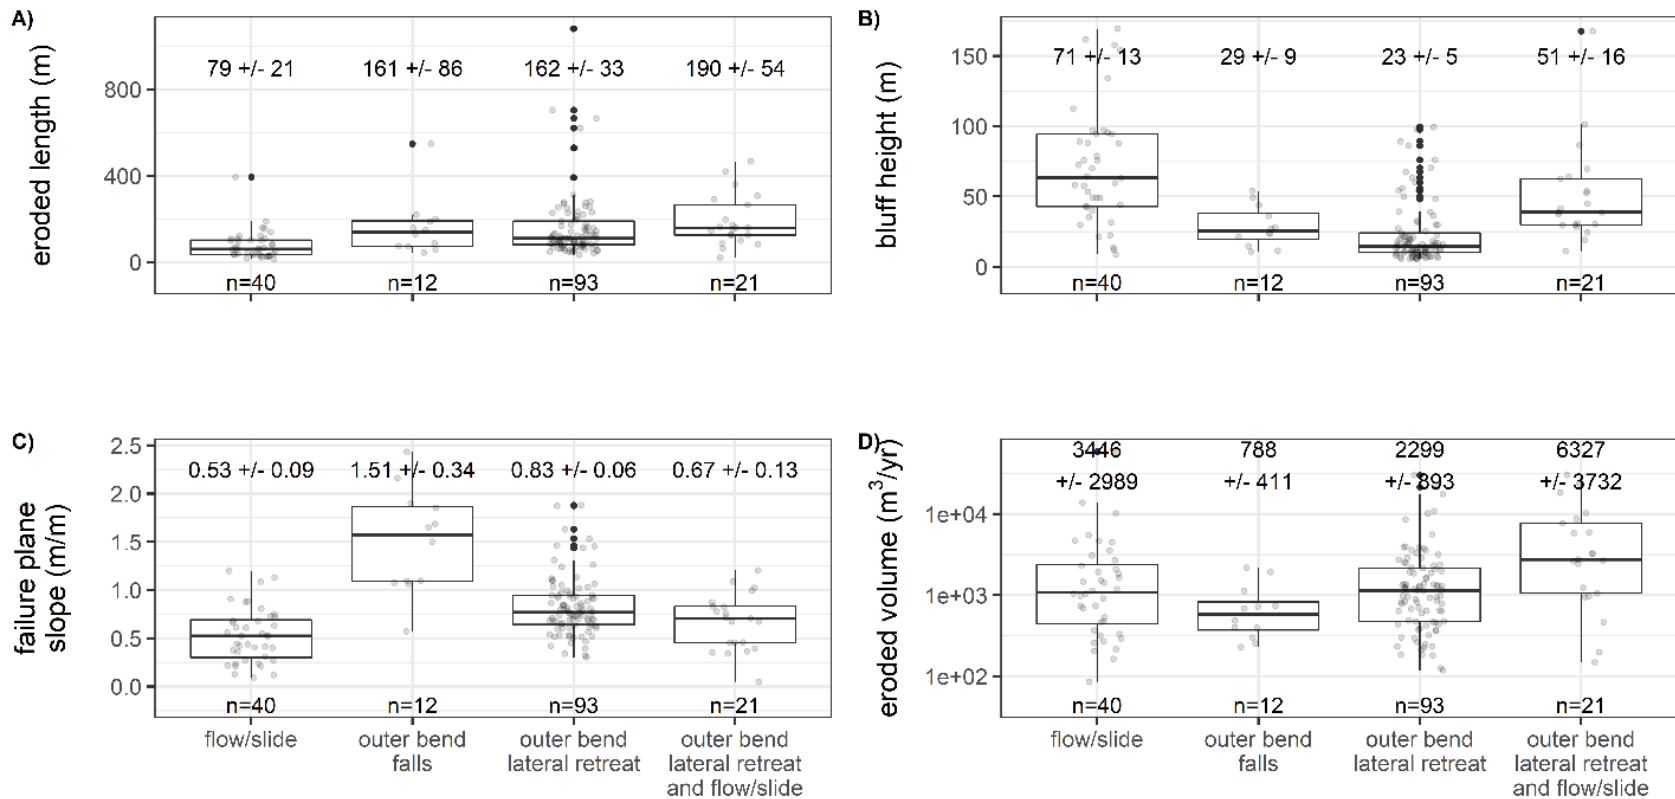 A)
eroded length (m)
800
400
0
79 +/- 21
161 +/- 86
162 +/- 33
190 +/- 54
n=40
n=12
n=93
n=21
B)
bluff height (m)
150
100
50
0
71 +/- 13
29 +/- 9
23 +/- 5
51 +/- 16
n=40
n=12
n=93
n=21
C)
failure plane
slope (m/m)
2.5
2.0
1.5
1.0
0.5
0.0
0.53 +/- 0.09
1.51 +/- 0.34
0.83 +/- 0.06
0.67 +/- 0.13
n=40
n=12
n=93
n=21
flow/slide
outer bend
falls
outer bend
lateral retreat
outer bend
lateral retreat
and flow/slide
D)
eroded volume (m³/yr)
1e+04
1e+03
1e+02
3446
+/- 2989
788
+/- 411
2299
+/- 893
6327
+/- 3732
n=40
n=12
n=93
n=21
flow/slide
outer bend
falls
outer bend
lateral retreat
outer bend
lateral retreat
and flow/slide